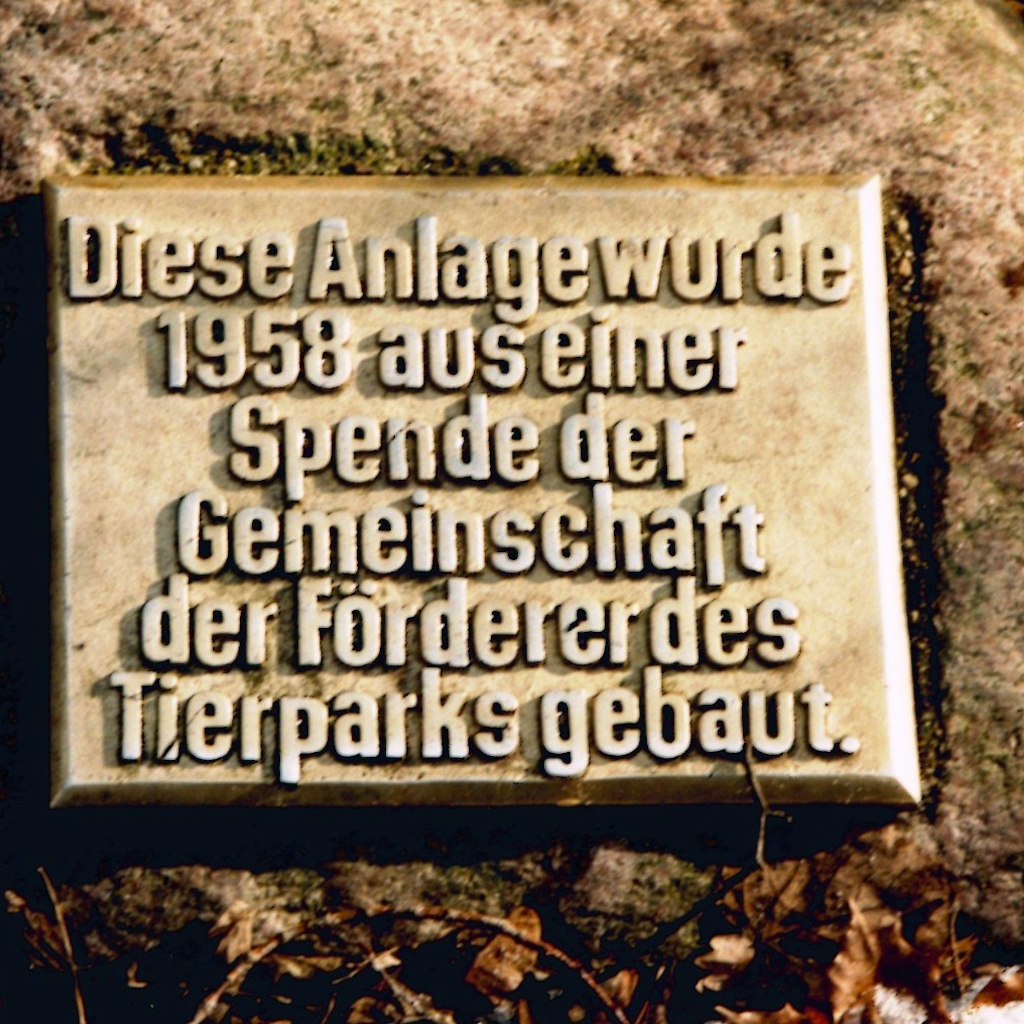 Diese Anlage wurde
1958 aus einer
Spende der
Gemeinschaft
der Förderer des
Tierparks gebaut.